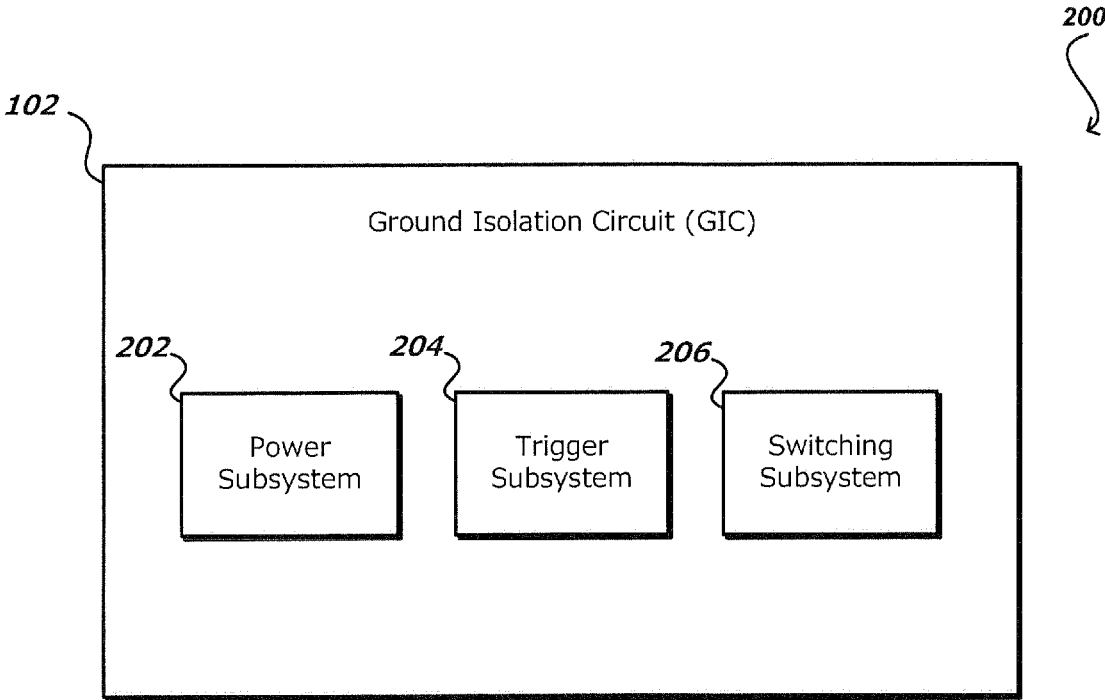 200
102
Ground Isolation Circuit (GIC)
202
204
206
Power
Subsystem
Trigger
Subsystem
Switching
Subsystem